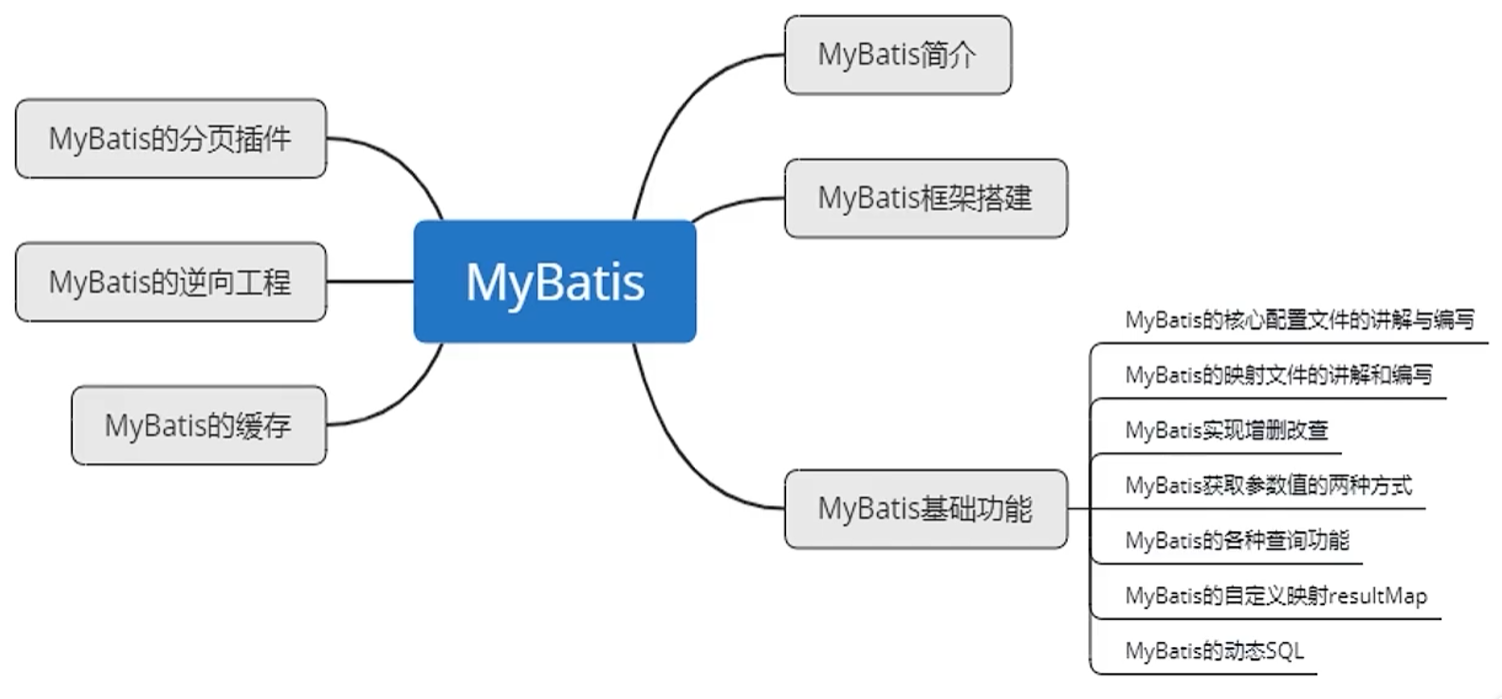 MyBatis
MyBatis简介
MyBatis框架搭建
MyBatis基础功能
MyBatis的核心配置文件的讲解与编写
MyBatis的映射文件的讲解和编写
MyBatis实现增删改查
MyBatis获取参数值的两种方式
MyBatis的各种查询功能
MyBatis的自定义映射resultMap
MyBatis的动态SQL
MyBatis的分页插件
MyBatis的逆向工程
MyBatis的缓存